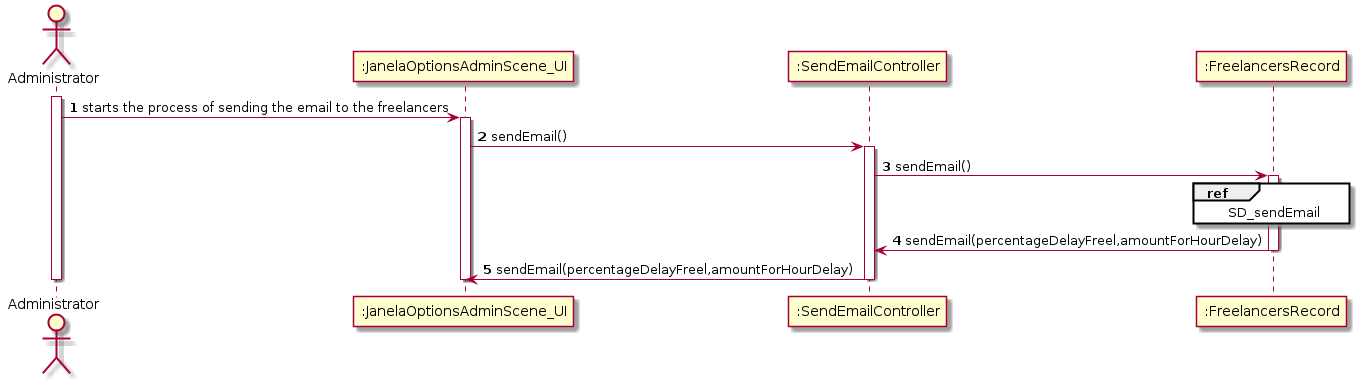 Administrator
:JanelaOptionsAdminScene_UI
:SendEmailController
:FreelancersRecord
1 starts the process of sending the email to the freelancers
2 sendEmail()
3 sendEmail()
ref
SD_sendEmail
4 sendEmail(percentageDelayFreel,amountForHourDelay)
5 sendEmail(percentageDelayFreel,amountForHourDelay)
Administrator
:JanelaOptionsAdminScene_UI
:SendEmailController
:FreelancersRecord